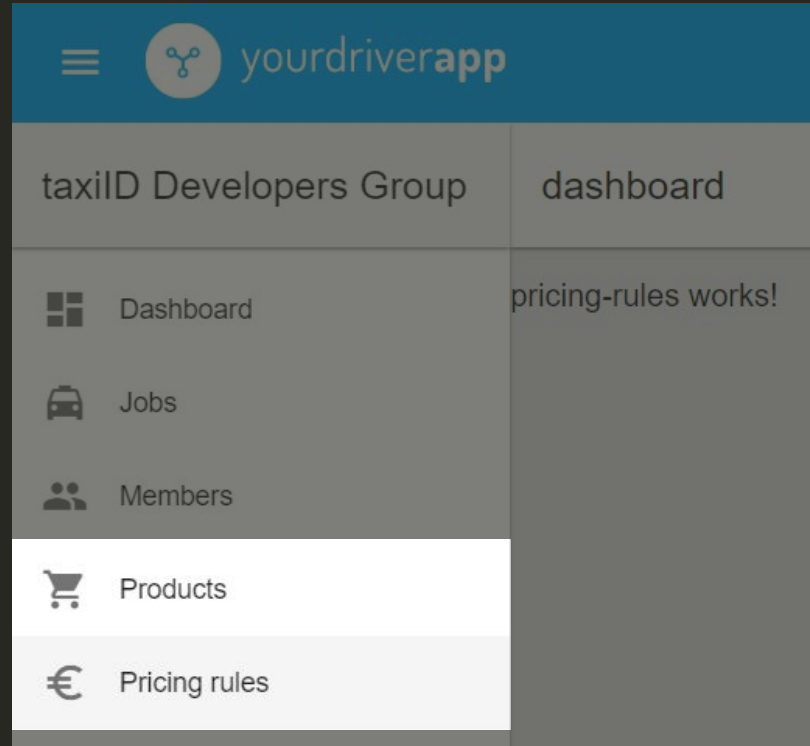 yourdriverapp
taxiID Developers Group
dashboard
Dashboard
pricing-rules works!
Jobs
Members
Products
Pricing rules